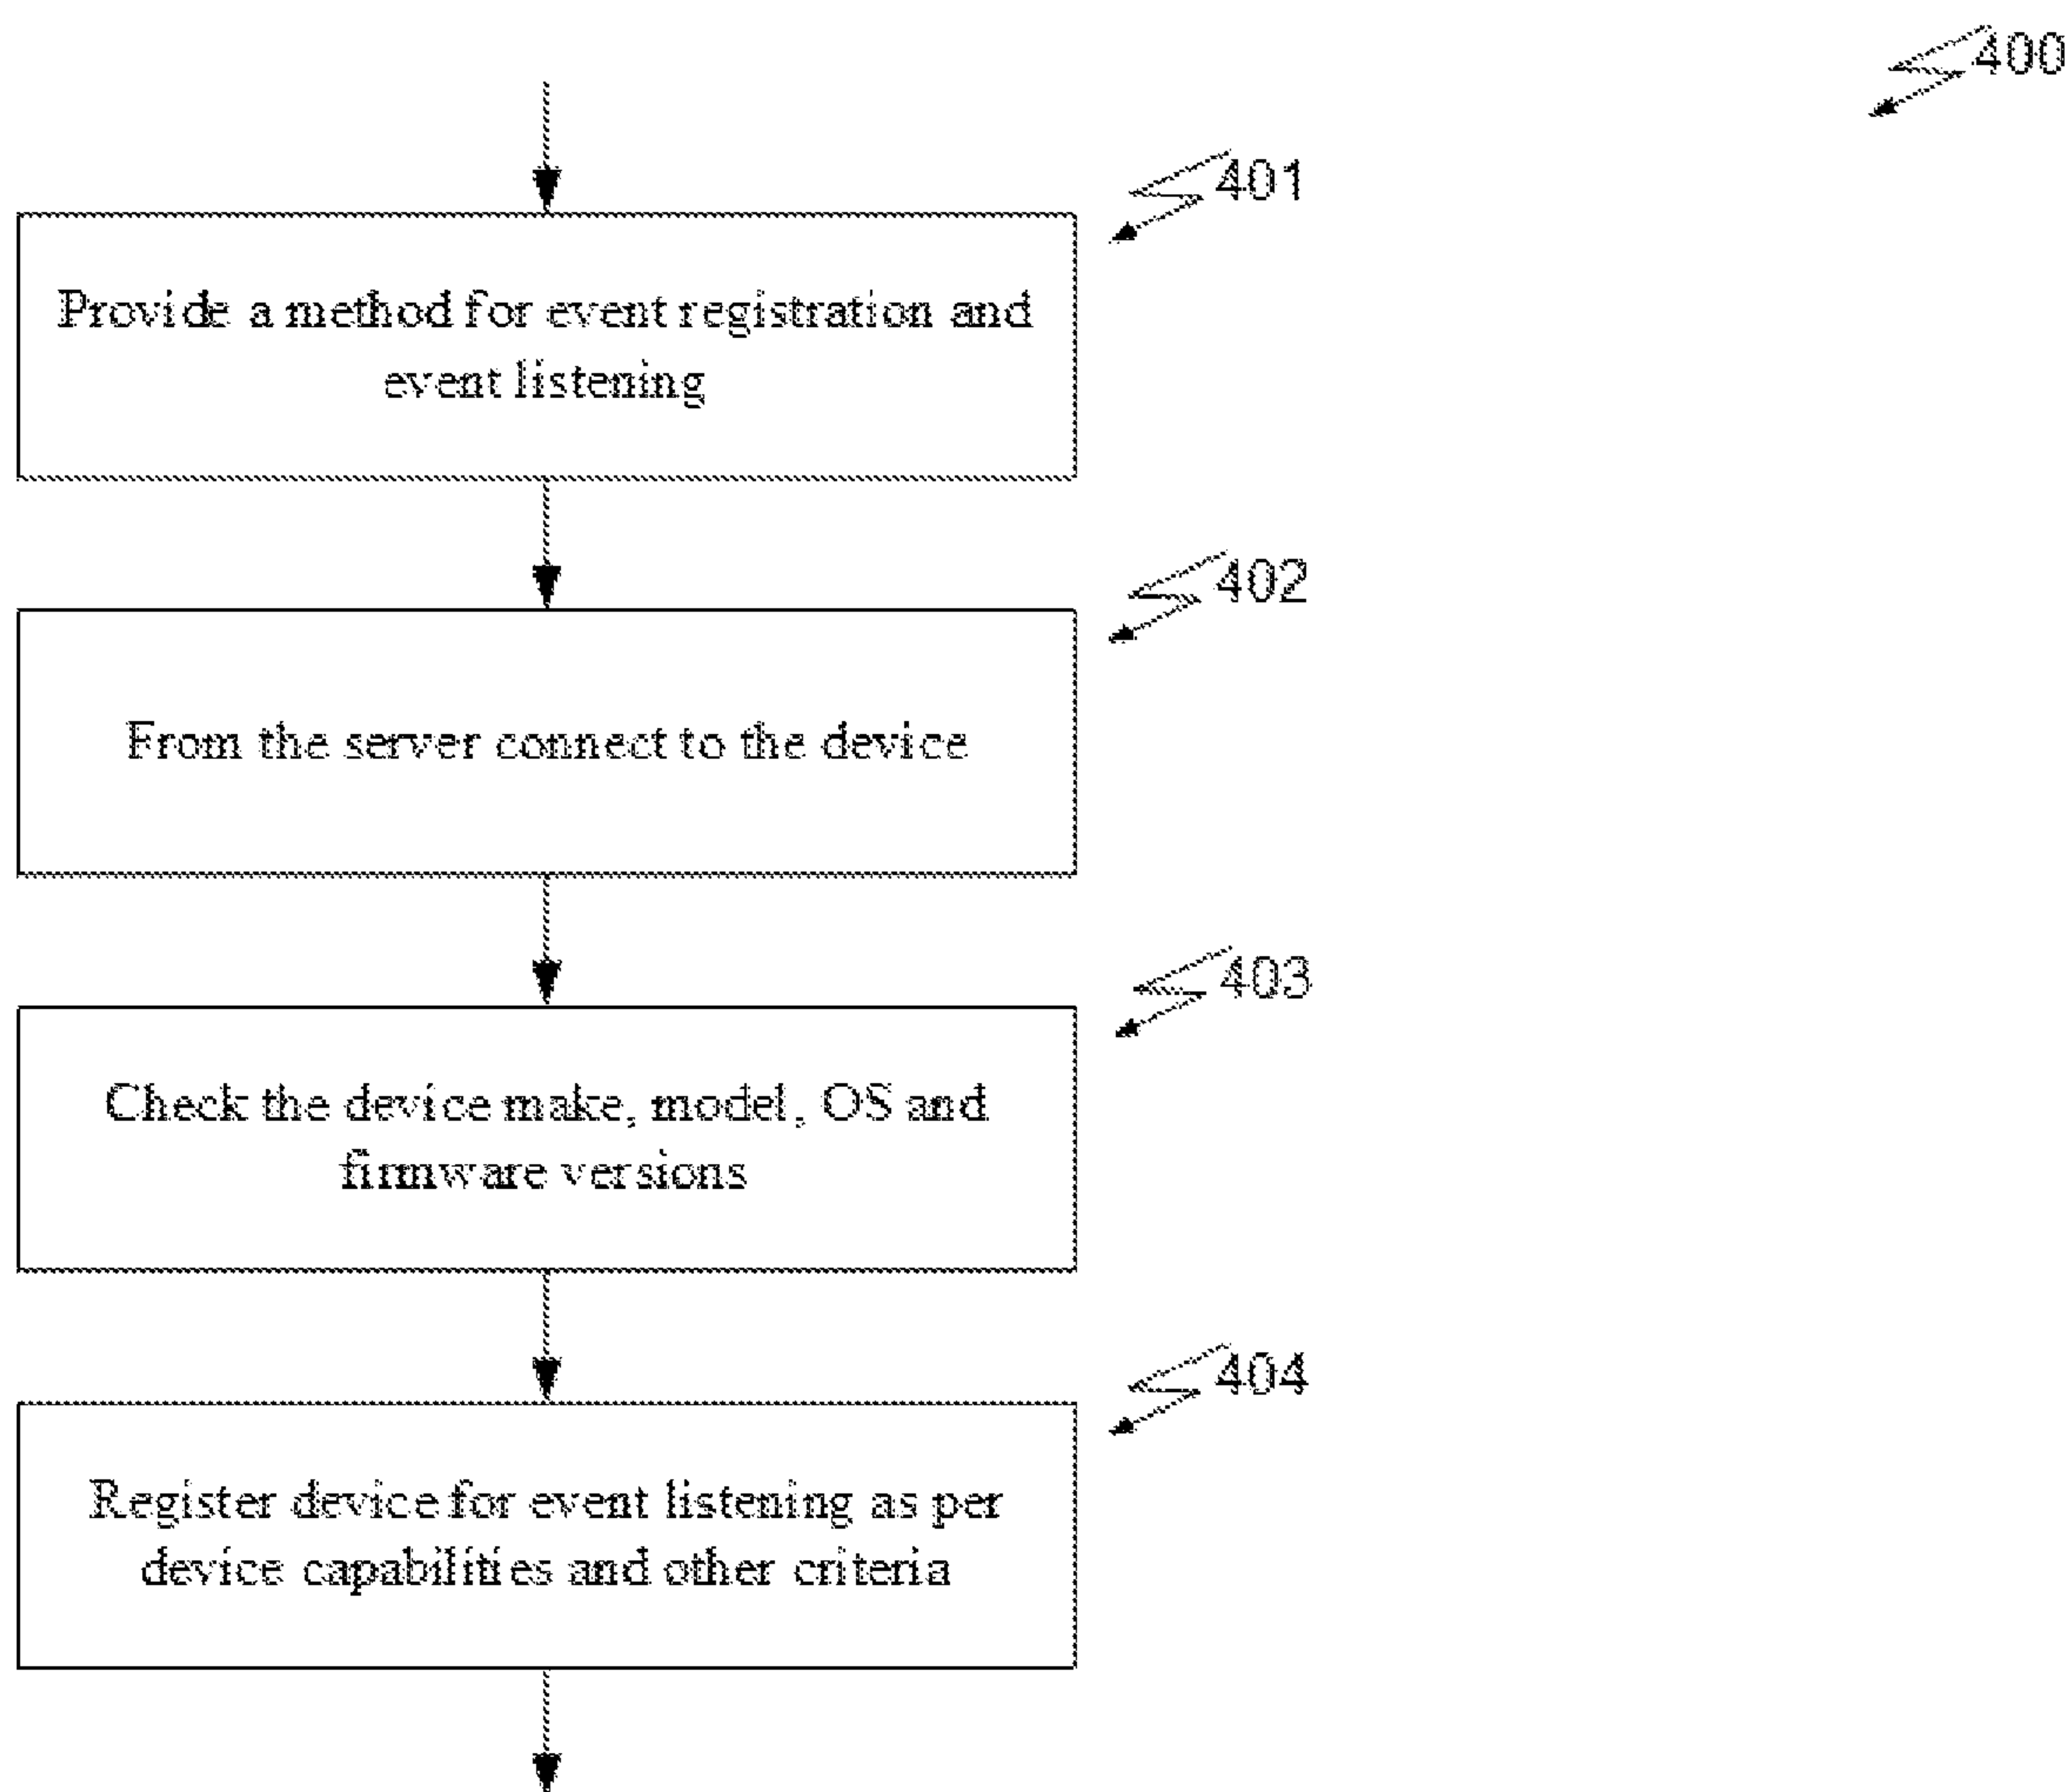 400
401
Provide a method for event registration and
event listening
402
From the server connect to the device
403
Check the device make, model, OS and
firmware versions
404
Register device for event listening as per
device capabilities and other criteria